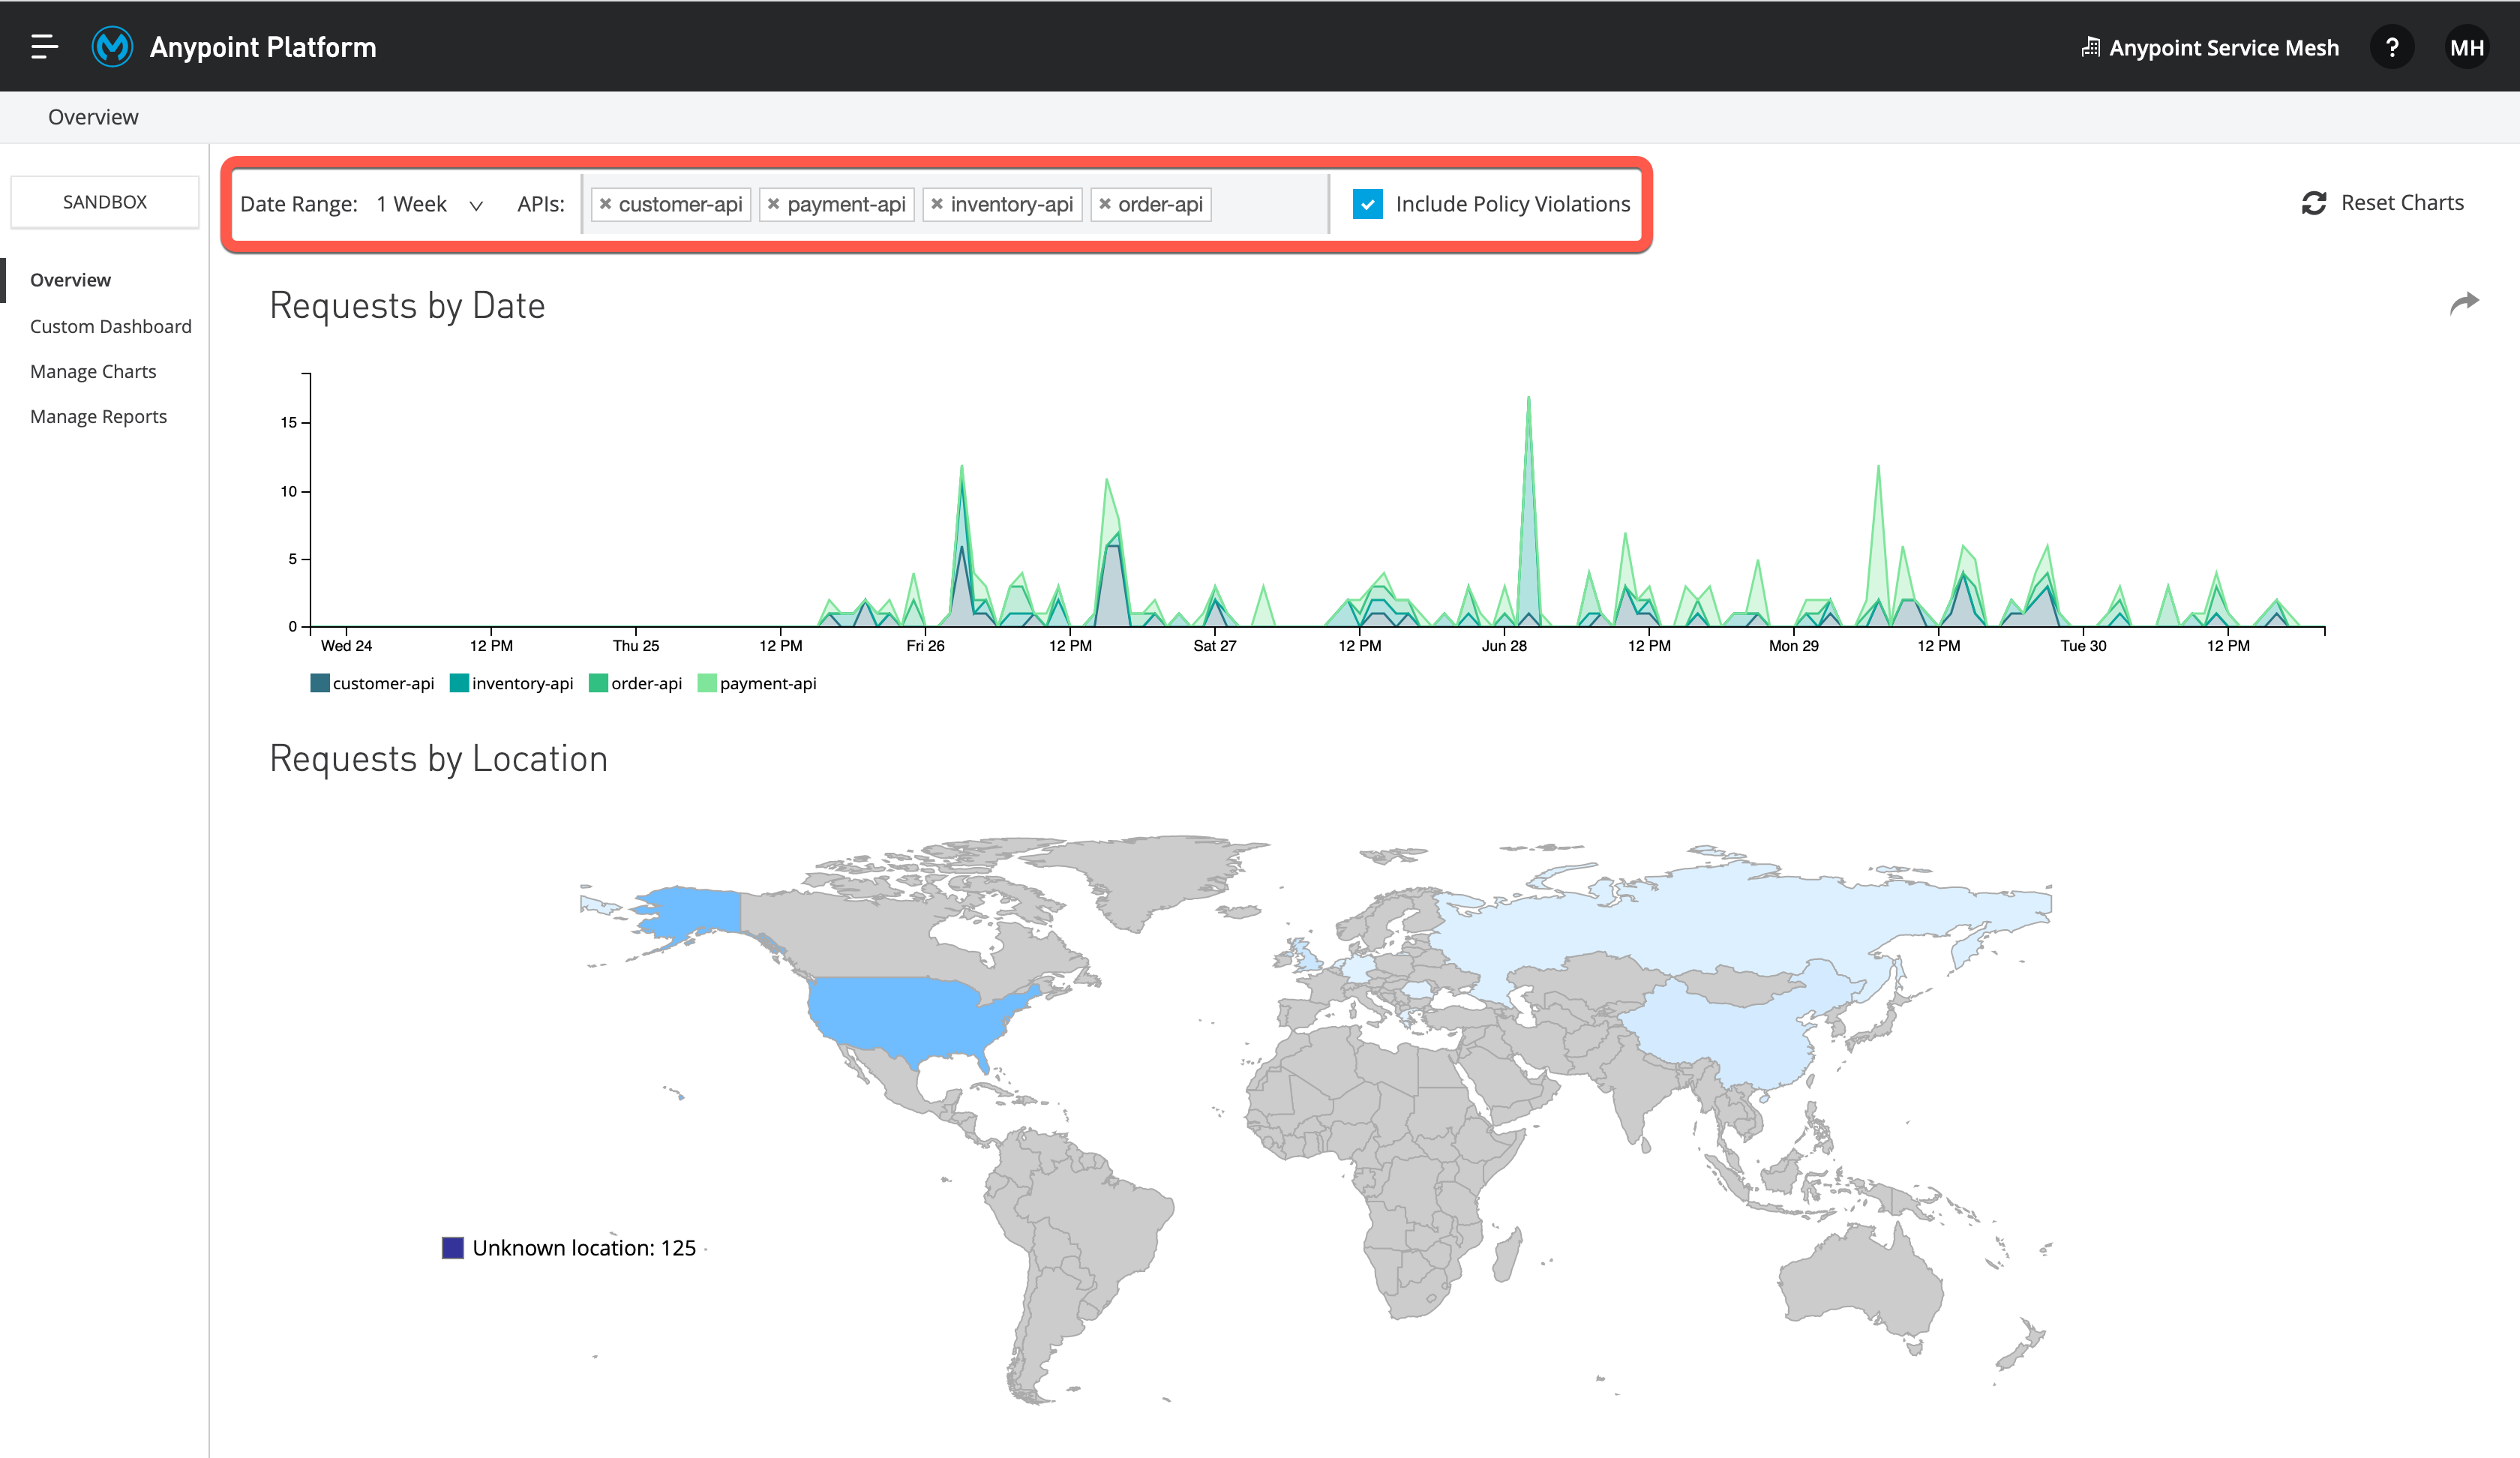 Anypoint Platform
Anypoint Service Mesh ? MH
Overview
SANDBOX
Overview
Custom Dashboard
Manage Charts
Manage Reports
Date Range: 1 Week APIs: × customer-api × payment-api × inventory-api × order-api Include Policy Violations
Reset Charts
Requests by Date
15
10
5
0
Wed 24 12 PM Thu 25 12 PM Fri 26 12 PM Sat 27 12 PM Jun 28 12 PM Mon 29 12 PM Tue 30 12 PM
customer-api inventory-api order-api payment-api
Requests by Location
Unknown location: 125